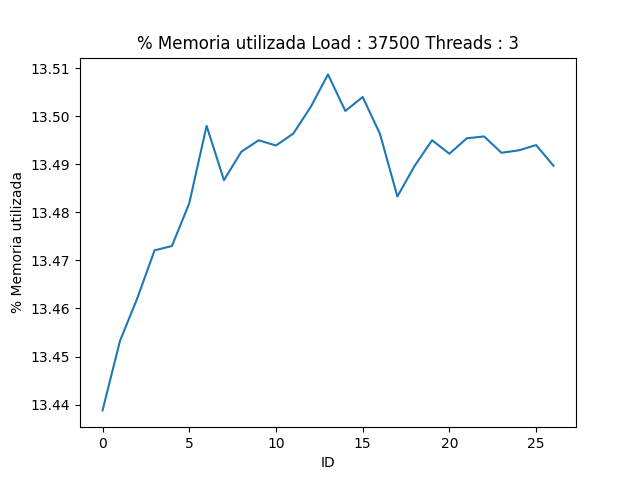 % Memoria utilizada Load : 37500 Threads : 3
13.51
13.50
13.49
13.48
13.47
13.46
13.45
13.44
% Memoria utilizada
0 5 10 15 20 25
ID